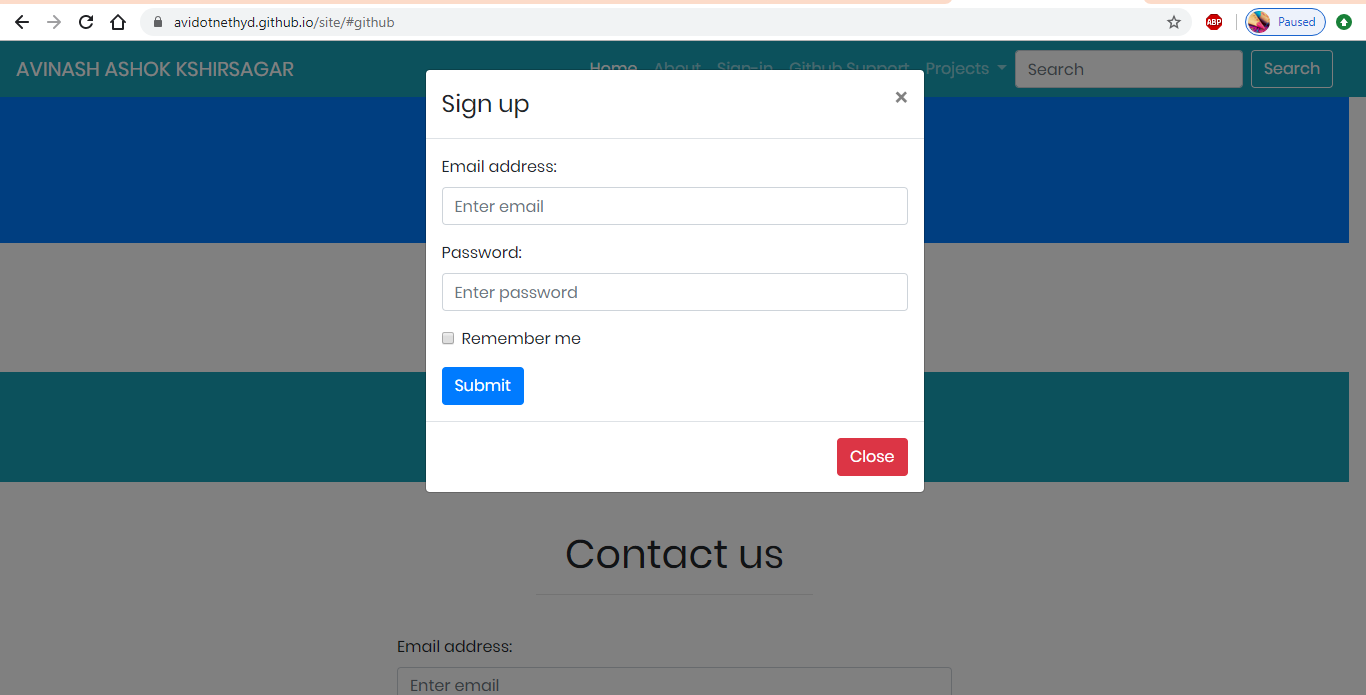 avidotnethyd.github.io/site/#github
ABP
Paused
AVINASH ASHOK KSHIRSAGAR
Home About Sign-in Github Support Projects Search Search
Sign up ×
Email address:
Enter email
Password:
Enter password
Remember me
Submit
Close
Contact us
Email address:
Enter email